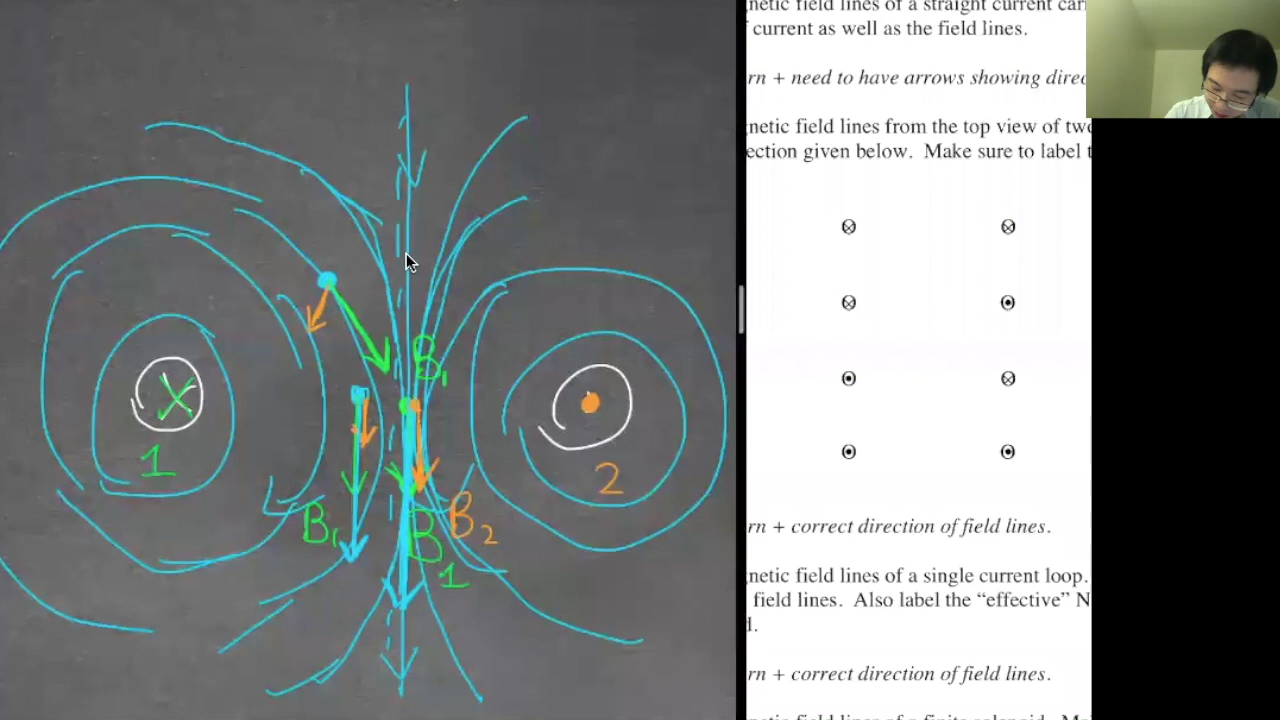 X
1
2
B1
B1
B2
B
1
netic field lines of a straight current car
current as well as the field lines.
rn + need to have arrows showing direc
netic field lines from the top view of tw
ection given below. Make sure to label t
rn + correct direction of field lines.
netic field lines of a single current loop.
field lines. Also label the “effective” N
d.
rn + correct direction of field lines.